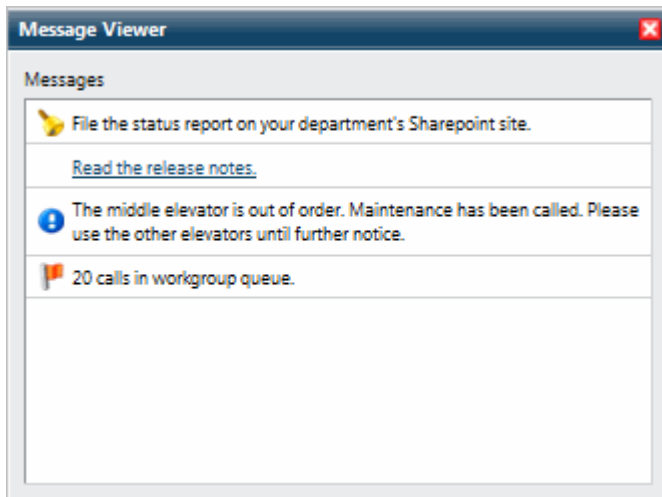 Message Viewer
Messages
File the status report on your department's Sharepoint site.
Read the release notes.
The middle elevator is out of order. Maintenance has been called. Please
use the other elevators until further notice.
20 calls in workgroup queue.